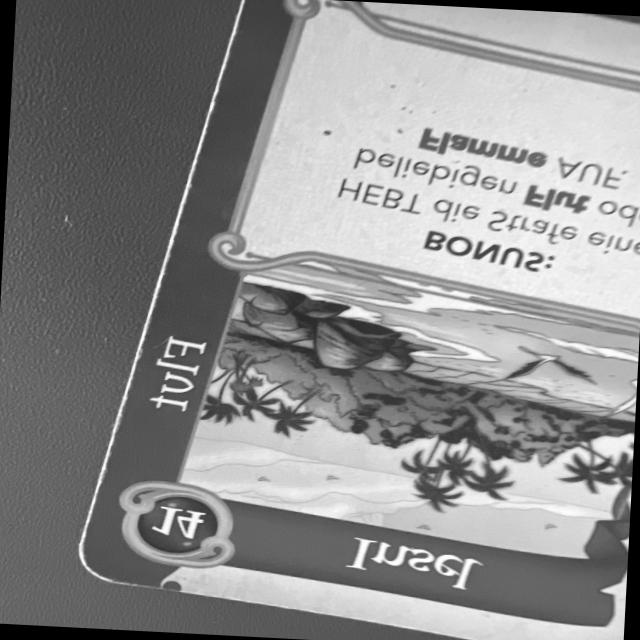 14
Insel
Flut
BONUS:
HEBT die Strafe eine
beliebigen Flut od
Flamme AUF.